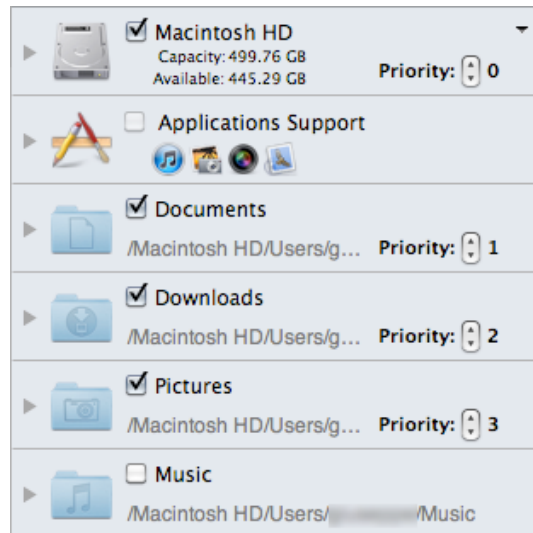 Macintosh HD
Capacity: 499.76 GB
Available: 445.29 GB
Priority: 0
Applications Support
Documents
/Macintosh HD/Users/g... Priority: 1
Downloads
/Macintosh HD/Users/g... Priority: 2
Pictures
/Macintosh HD/Users/g... Priority: 3
Music
/Macintosh HD/Users/ /Music